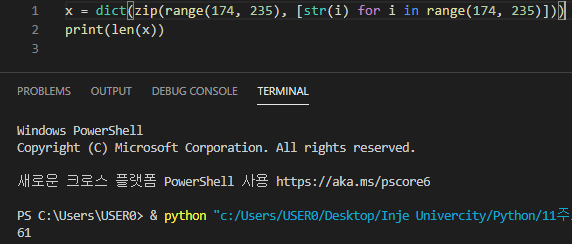 1 x = dict(zip(range(174, 235), [str(i) for i in range(174, 235)]))
2 print(len(x))
3
PROBLEMS OUTPUT DEBUG CONSOLE TERMINAL
Windows PowerShell
Copyright (C) Microsoft Corporation. All rights reserved.
새로운 크로스 플랫폼 PowerShell 사용 https://aka.ms/pscore6
PS C:\Users\USER0> & python "c:/Users/USER0/Desktop/Inje Univercity/Python/11주.
61